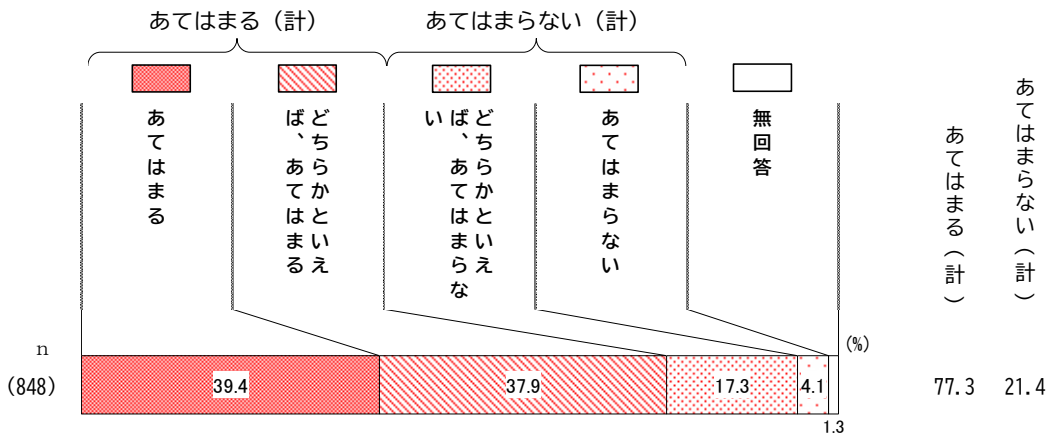 あてはまる（計）
あてはまらない（計）
あてはまる
どちらかといえ
ば、あてはまる
どちらかといえ
ば、あてはまらな
い
あてはまらない
無回答
あてはまる（計）
あてはまらない（計）
(%)
n
(848)
39.4
37.9
17.3
4.1
1.3
77.3
21.4